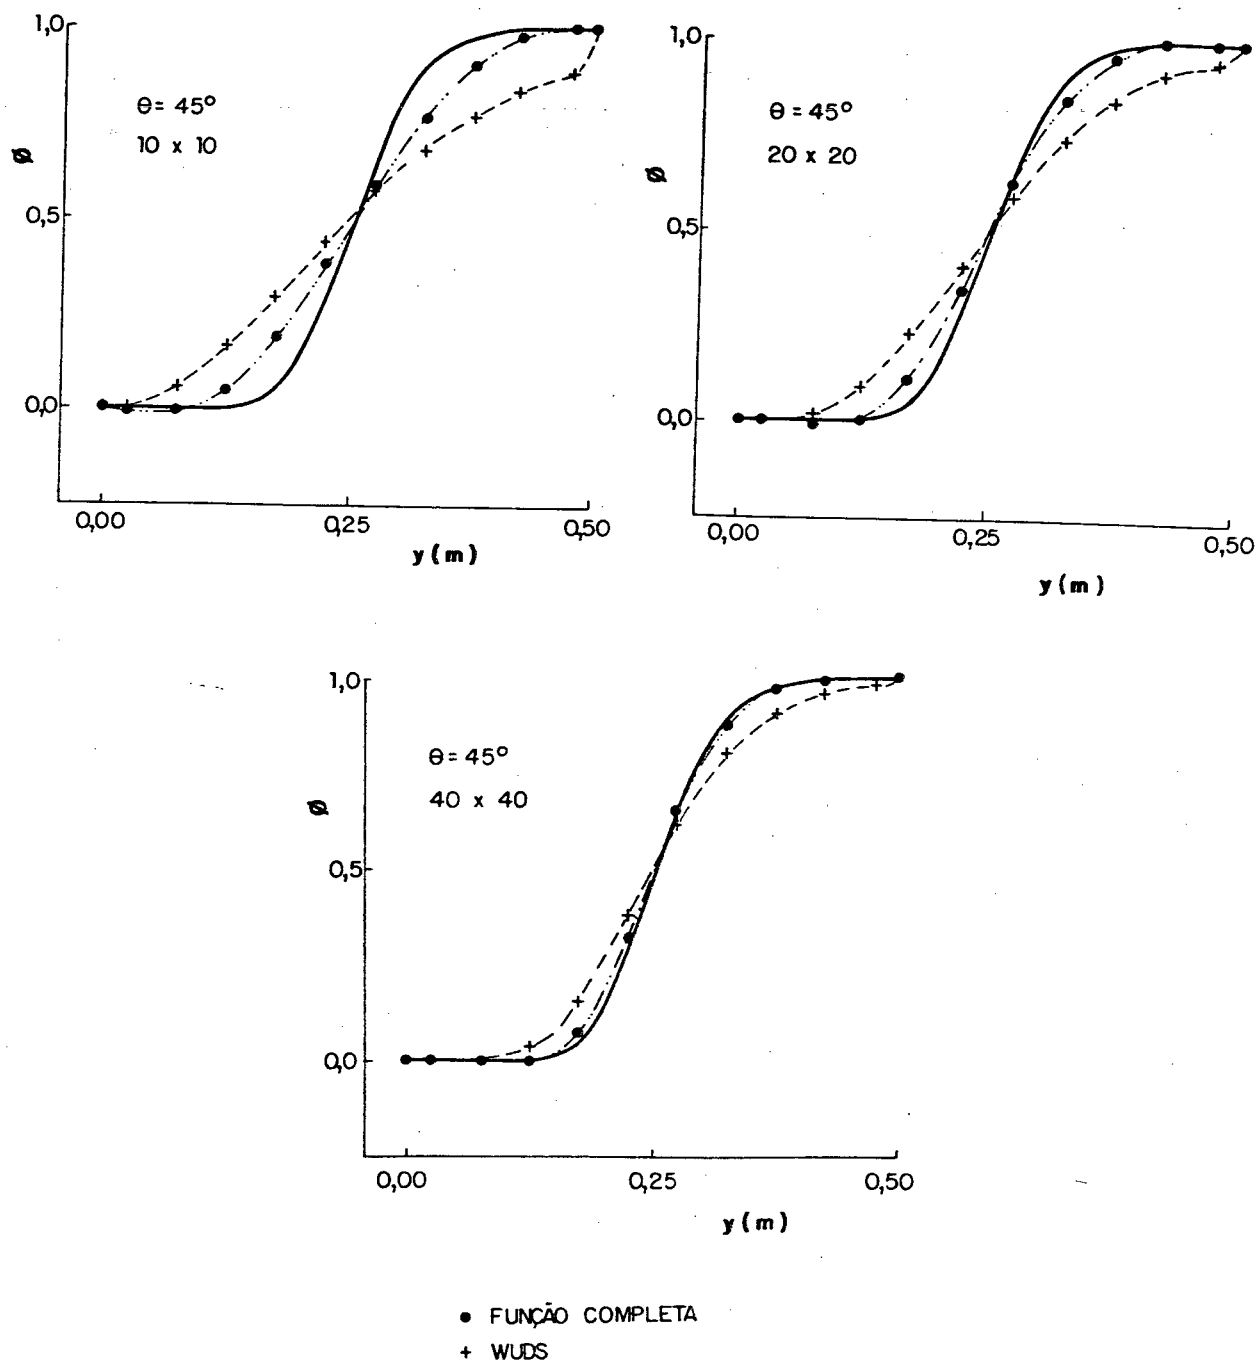 1,0
θ = 45°
10 x 10
Ø
0,5
0,0
0,00
0,25
0,50
y (m)
1,0
θ = 45°
20 x 20
Ø
0,5
0,0
0,00
0,25
0,50
y (m)
1,0
θ = 45°
40 x 40
Ø
0,5
0,0
0,00
0,25
0,50
y (m)
● FUNÇÃO COMPLETA
+ WUDS